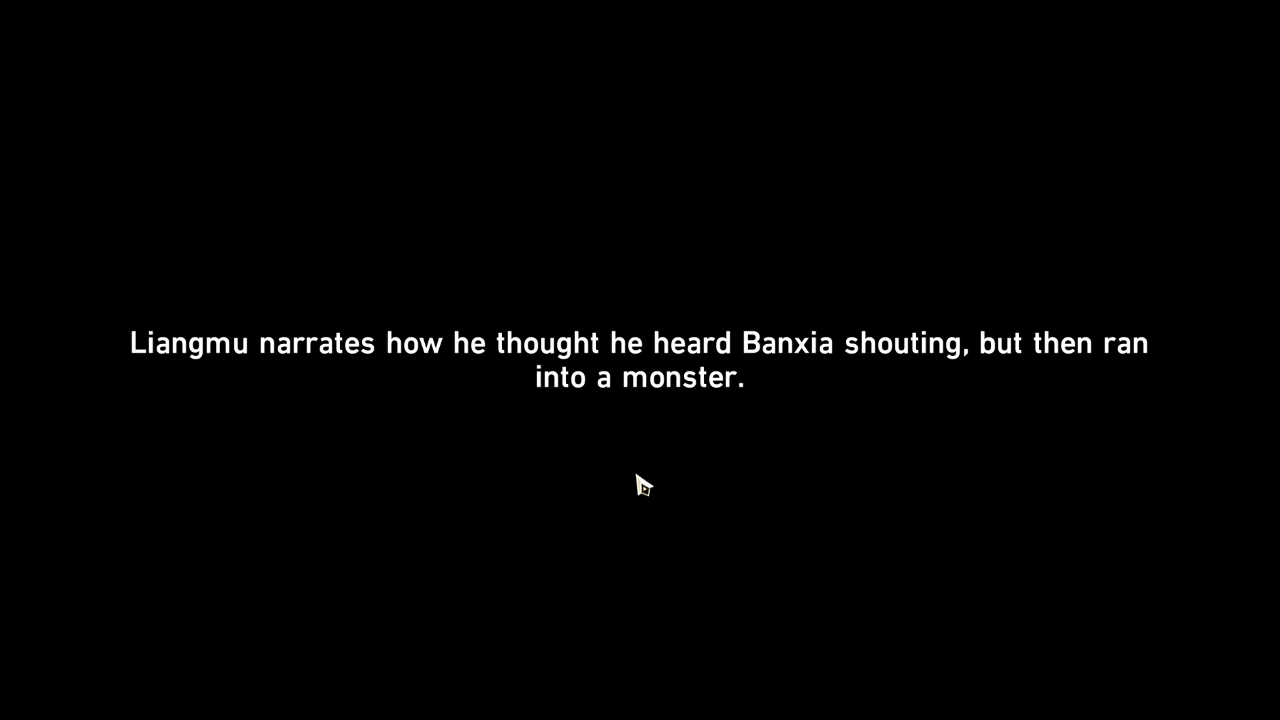 Liangmu narrates how he thought he heard Banxia shouting, but then ran
into a monster.